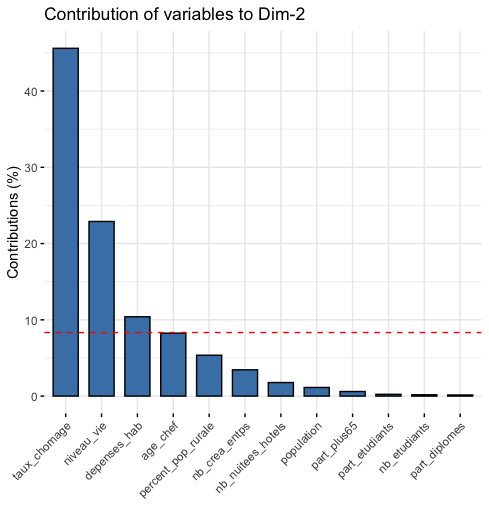 Contribution of variables to Dim-2
Contributions (%)
40
30
20
10
0
taux_chomage
niveau_vie
depenses_hab
age_chef
percent_pop_rurale
nb_crea_entps
nb_nuitees_hotels
population
part_plus65
part_etudiants
nb_etudiants
part_diplomes